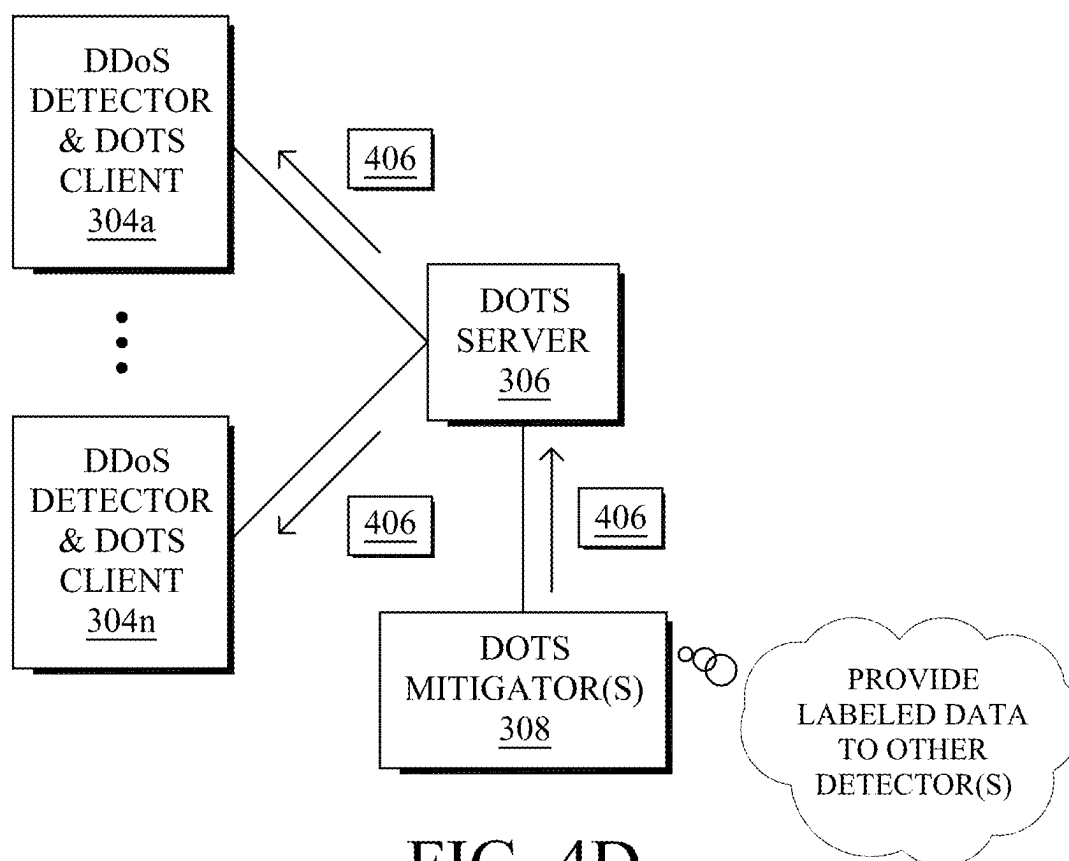 DDoS
DETECTOR
& DOTS
CLIENT
304a
406
DOTS
SERVER
306
DDoS
DETECTOR
& DOTS
CLIENT
304n
406
406
DOTS
MITIGATOR(S)
308
PROVIDE
LABELED DATA
TO OTHER
DETECTOR(S)
FIG. 4D